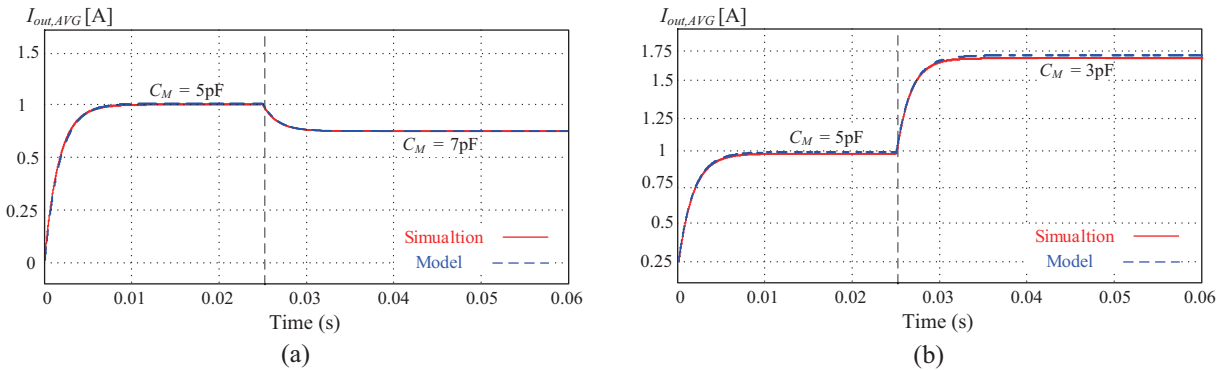 I_out,AVG [A]
1.5
1
0.5
0.25
0
C_M = 5pF
C_M = 7pF
Simualtion
Model
0
0.01
0.02
0.03
0.04
0.05
0.06
Time (s)
(a)
I_out,AVG [A]
1.75
1.5
1.25
1
0.75
0.5
0.25
C_M = 3pF
C_M = 5pF
Simualtion
Model
0
0.01
0.02
0.03
0.04
0.05
0.06
Time (s)
(b)